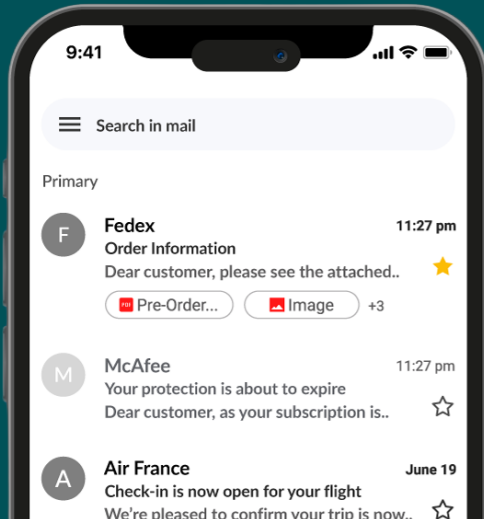 9:41
Search in mail
Primary
F
Fedex
11:27 pm
Order Information
Dear customer, please see the attached..
PDF Pre-Order...
Image
+3
M
McAfee
11:27 pm
Your protection is about to expire
Dear customer, as your subscription is..
A
Air France
June 19
Check-in is now open for your flight
We're pleased to confirm your trip is now..